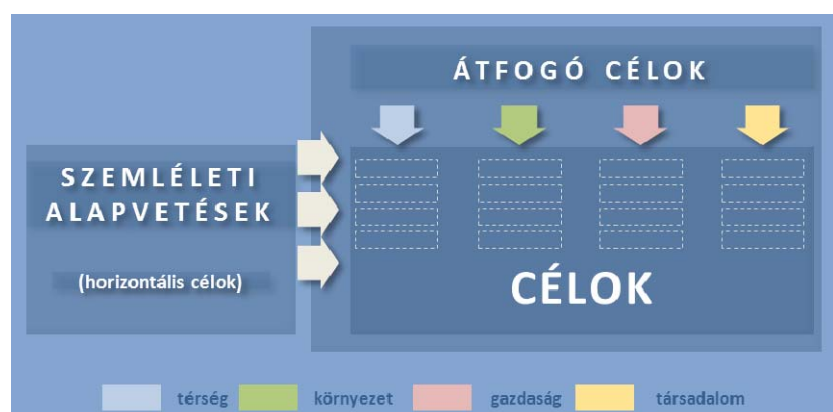 ÁTFOGÓ CÉLOK
SZEMLÉLETI
ALAPVETÉSEK
(horizontális célok)
CÉLOK
térség
környezet
gazdaság
társadalom